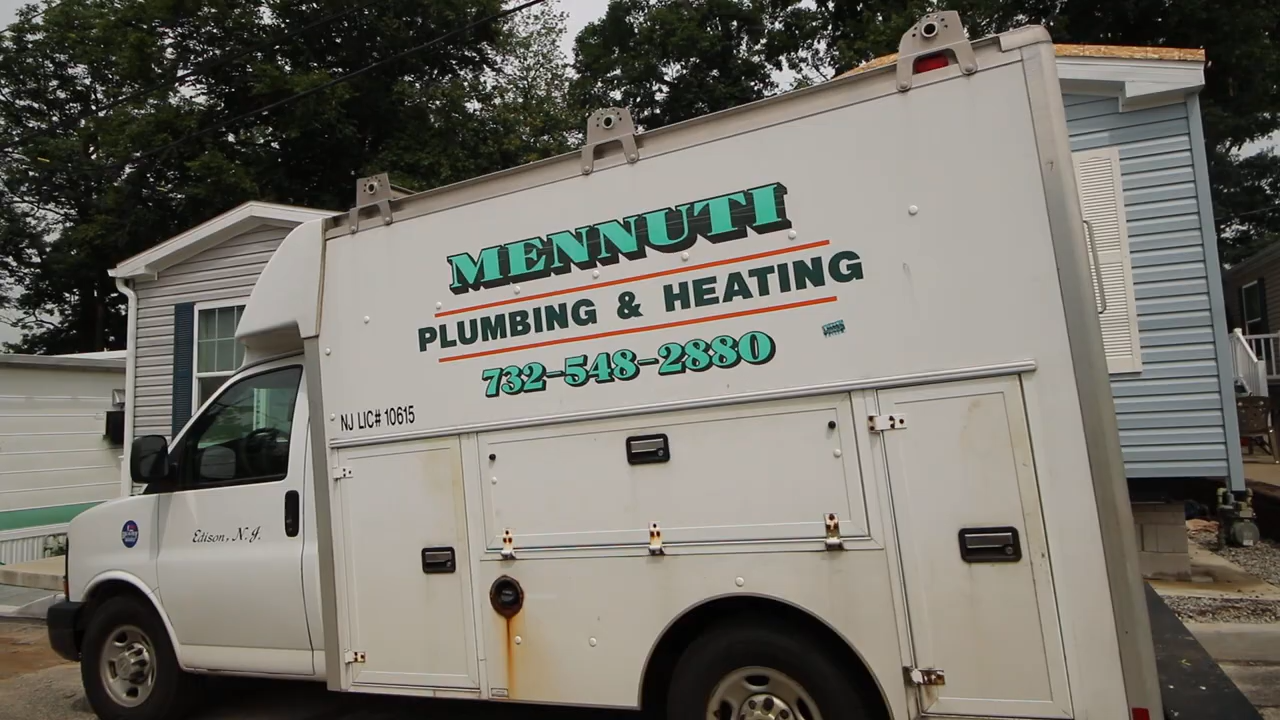 MENNUTI
PLUMBING & HEATING
732-548-2880
NJ LIC# 10615
Edison, N.J.